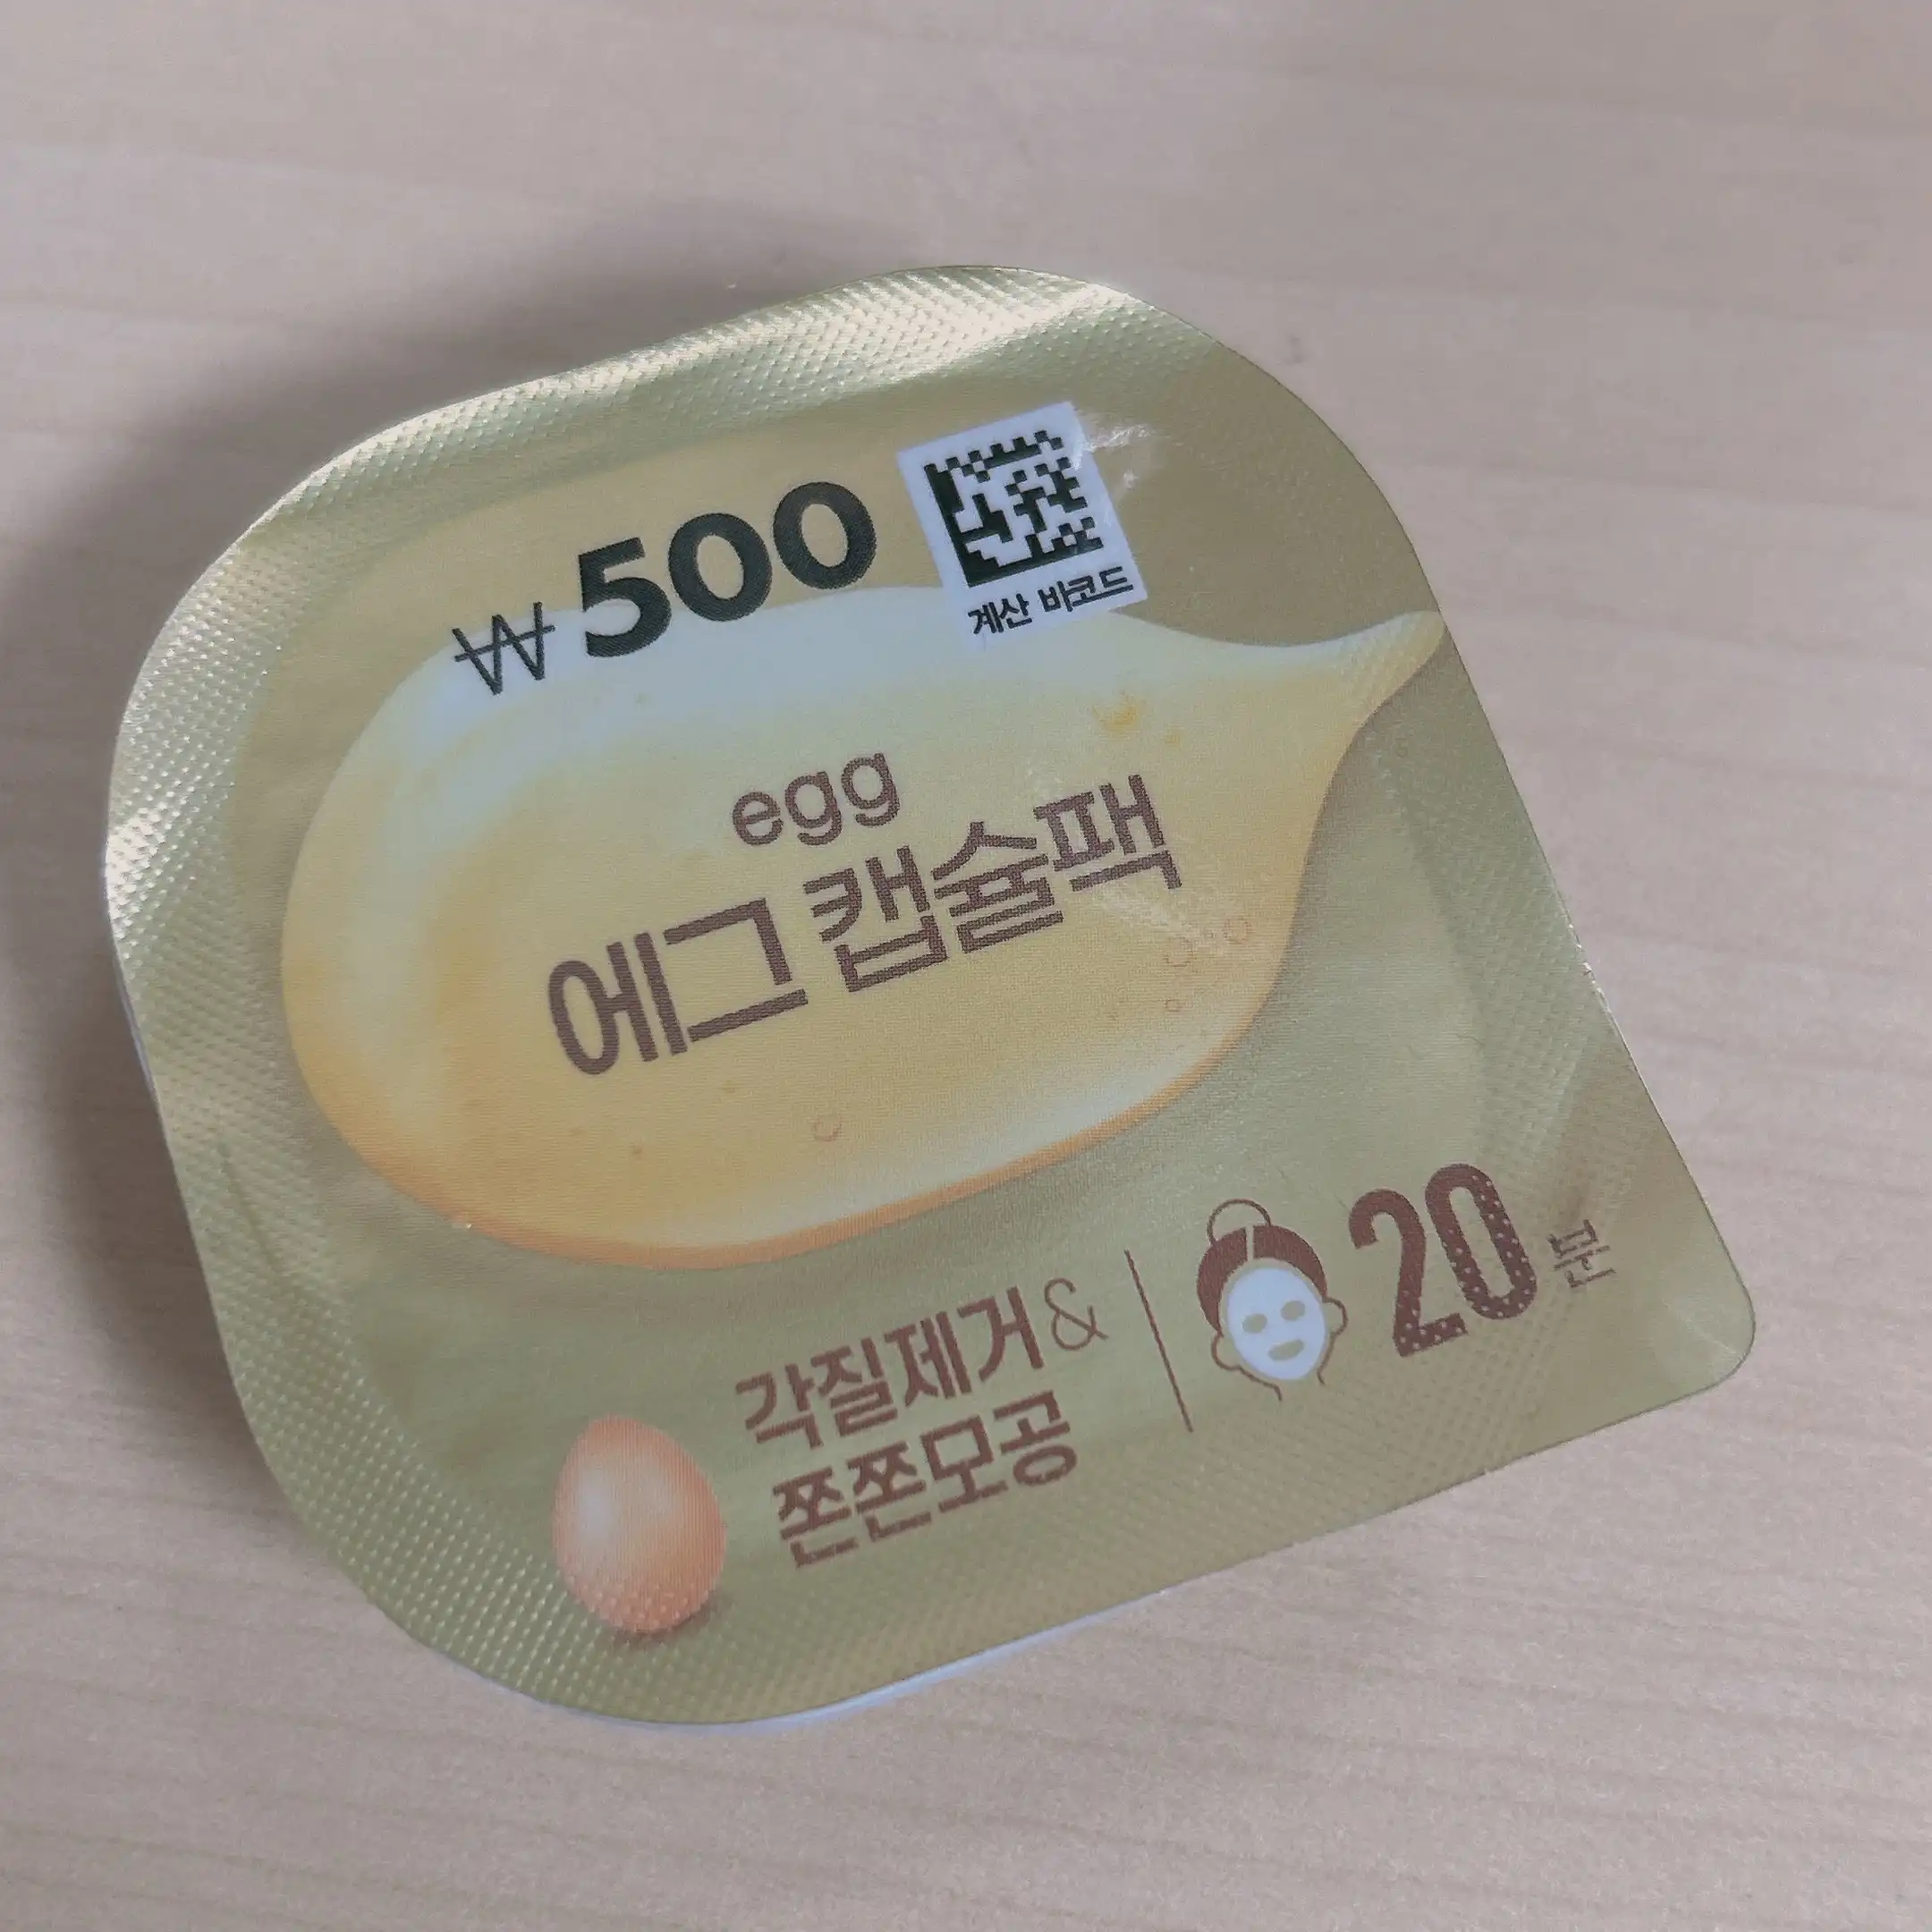 ₩500
계산 바코드
egg
에그 캡슐팩
각질제거&
쫀쫀모공
20분